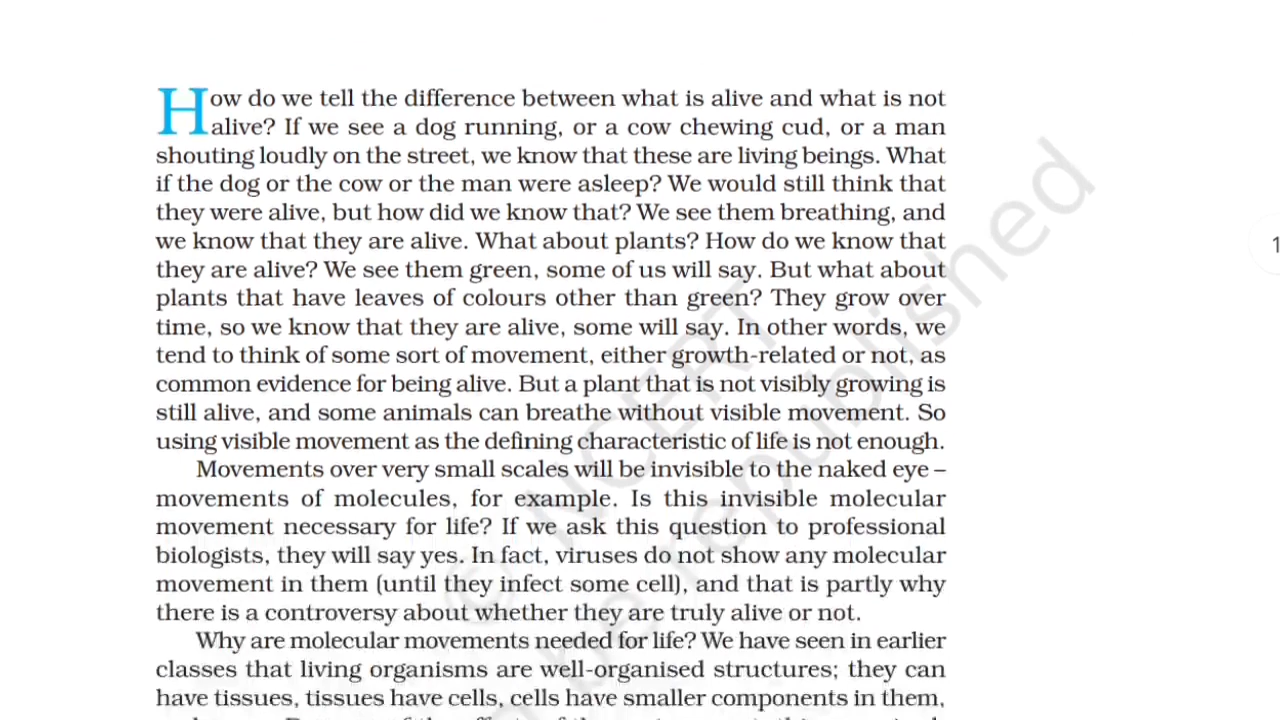 How do we tell the difference between what is alive and what is not
alive? If we see a dog running, or a cow chewing cud, or a man
shouting loudly on the street, we know that these are living beings. What
if the dog or the cow or the man were asleep? We would still think that
they were alive, but how did we know that? We see them breathing, and
we know that they are alive. What about plants? How do we know that
they are alive? We see them green, some of us will say. But what about
plants that have leaves of colours other than green? They grow over
time, so we know that they are alive, some will say. In other words, we
tend to think of some sort of movement, either growth-related or not, as
common evidence for being alive. But a plant that is not visibly growing is
still alive, and some animals can breathe without visible movement. So
using visible movement as the defining characteristic of life is not enough.
Movements over very small scales will be invisible to the naked eye –
movements of molecules, for example. Is this invisible molecular
movement necessary for life? If we ask this question to professional
biologists, they will say yes. In fact, viruses do not show any molecular
movement in them (until they infect some cell), and that is partly why
there is a controversy about whether they are truly alive or not.
Why are molecular movements needed for life? We have seen in earlier
classes that living organisms are well-organised structures; they can
have tissues, tissues have cells, cells have smaller components in them,
© NCERT
be republished
1